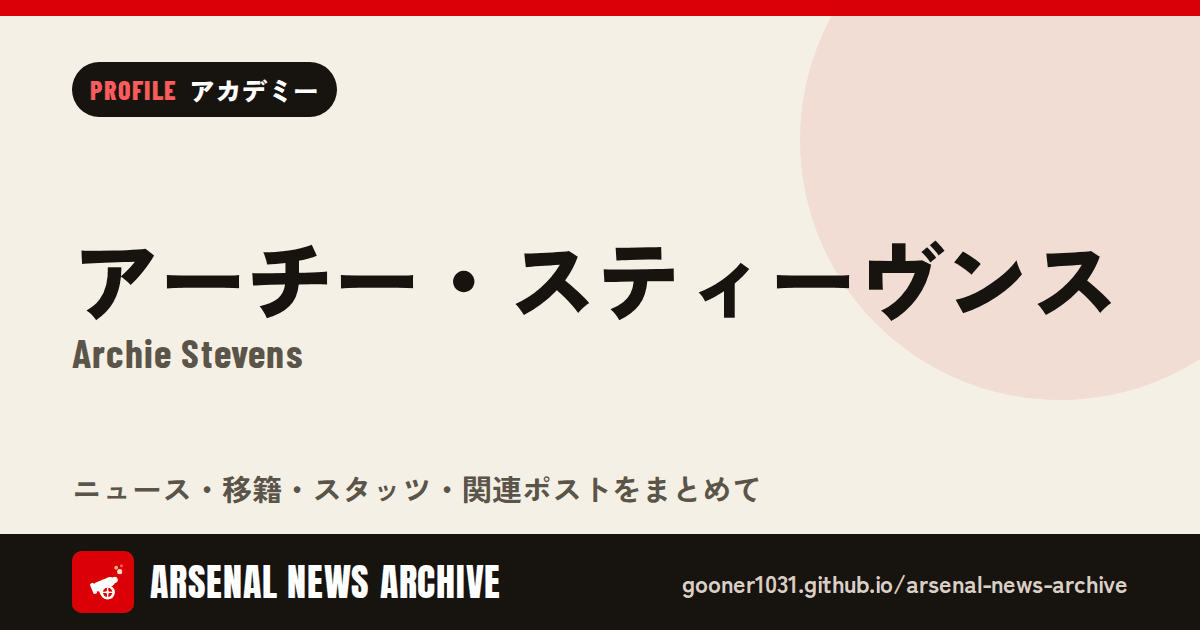 PROFILE アカデミー
アーチー・スティーヴンス
Archie Stevens
ニュース・移籍・スタッツ・関連ポストをまとめて
ARSENAL NEWS ARCHIVE
gooner1031.github.io/arsenal-news-archive